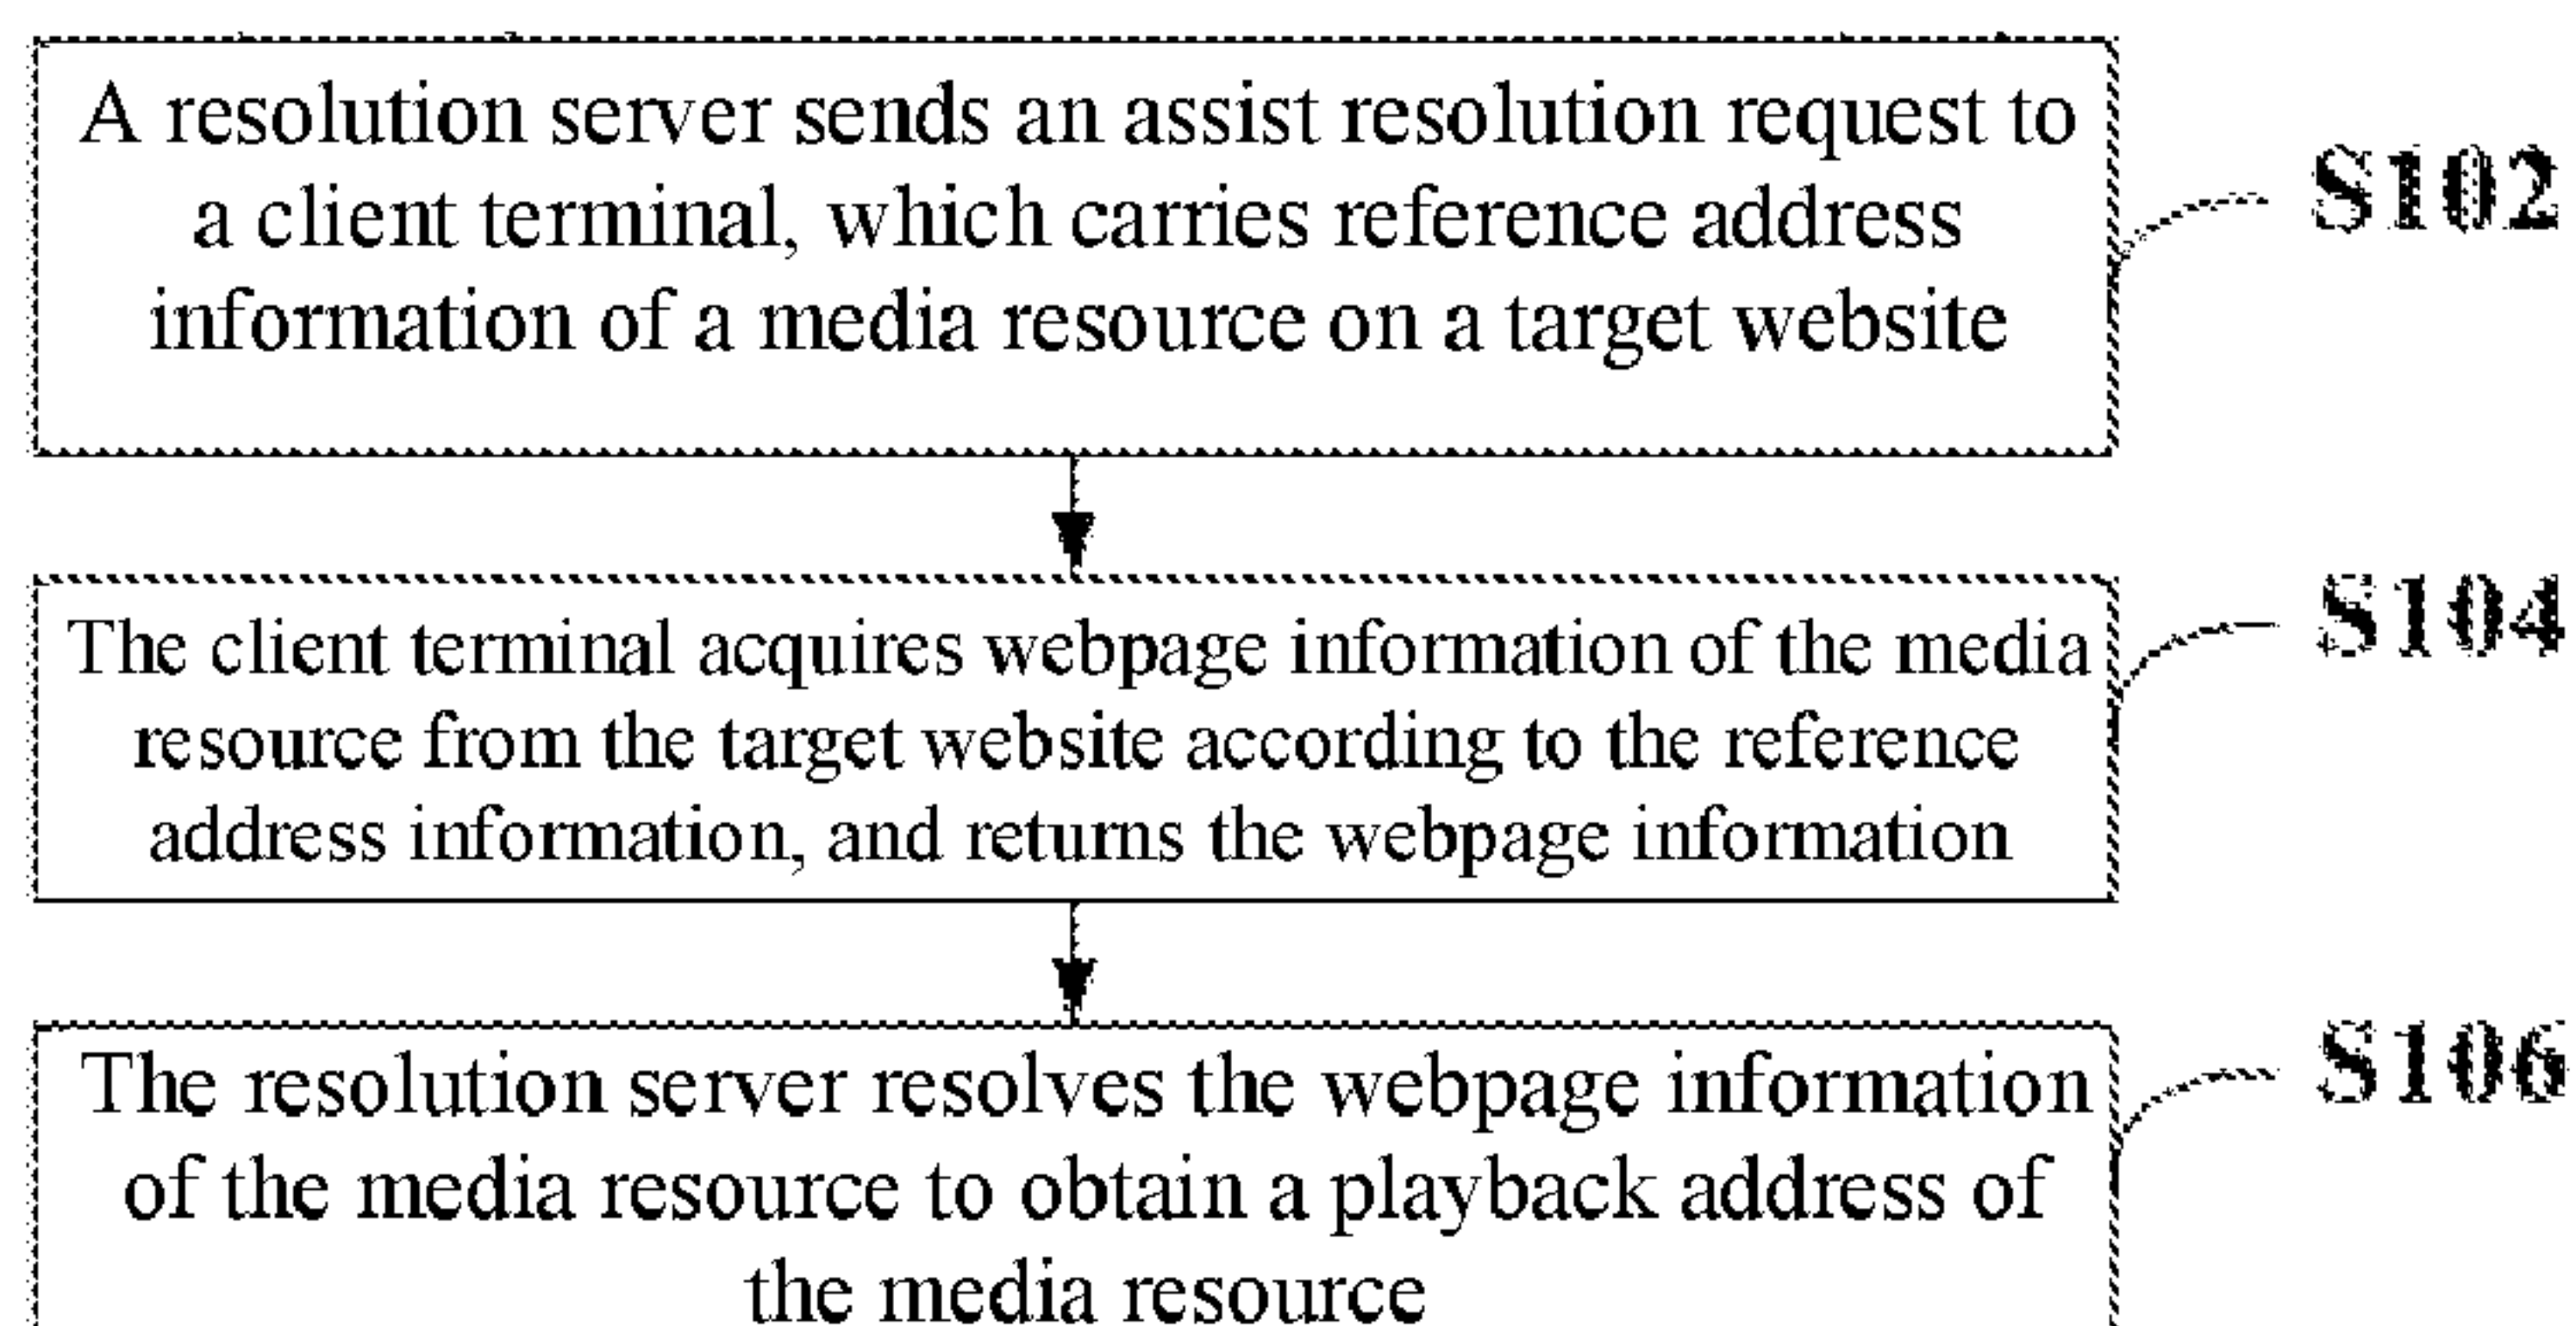 A resolution server sends an assist resolution request to
a client terminal, which carries reference address
information of a media resource on a target website
S102
The client terminal acquires webpage information of the media
resource from the target website according to the reference
address information, and returns the webpage information
S104
The resolution server resolves the webpage information
of the media resource to obtain a playback address of
the media resource
S106